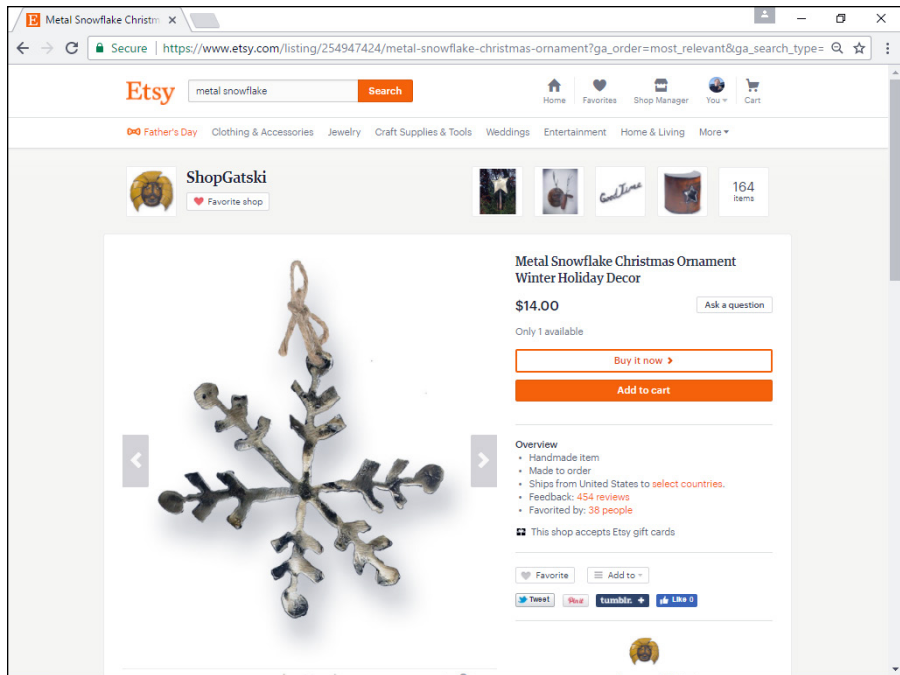 Metal Snowflake Christm
Secure
https://www.etsy.com/listing/254947424/metal-snowflake-christmas-ornament?ga_order=most_relevant&ga_search_type=
Etsy
metal snowflake
Search
Home
Favorites
Shop Manager
You
Cart
Father's Day
Clothing & Accessories
Jewelry
Craft Supplies & Tools
Weddings
Entertainment
Home & Living
More
ShopGatski
Favorite shop
Good Time
164
items
Metal Snowflake Christmas Ornament
Winter Holiday Decor
$14.00
Ask a question
Only 1 available
Buy it now
Add to cart
Overview
• Handmade item
• Made to order
• Ships from United States to select countries.
• Feedback: 454 reviews
• Favorited by: 38 people
This shop accepts Etsy gift cards
Favorite
Add to
Tweet
Pin it
tumblr. +
Like 0